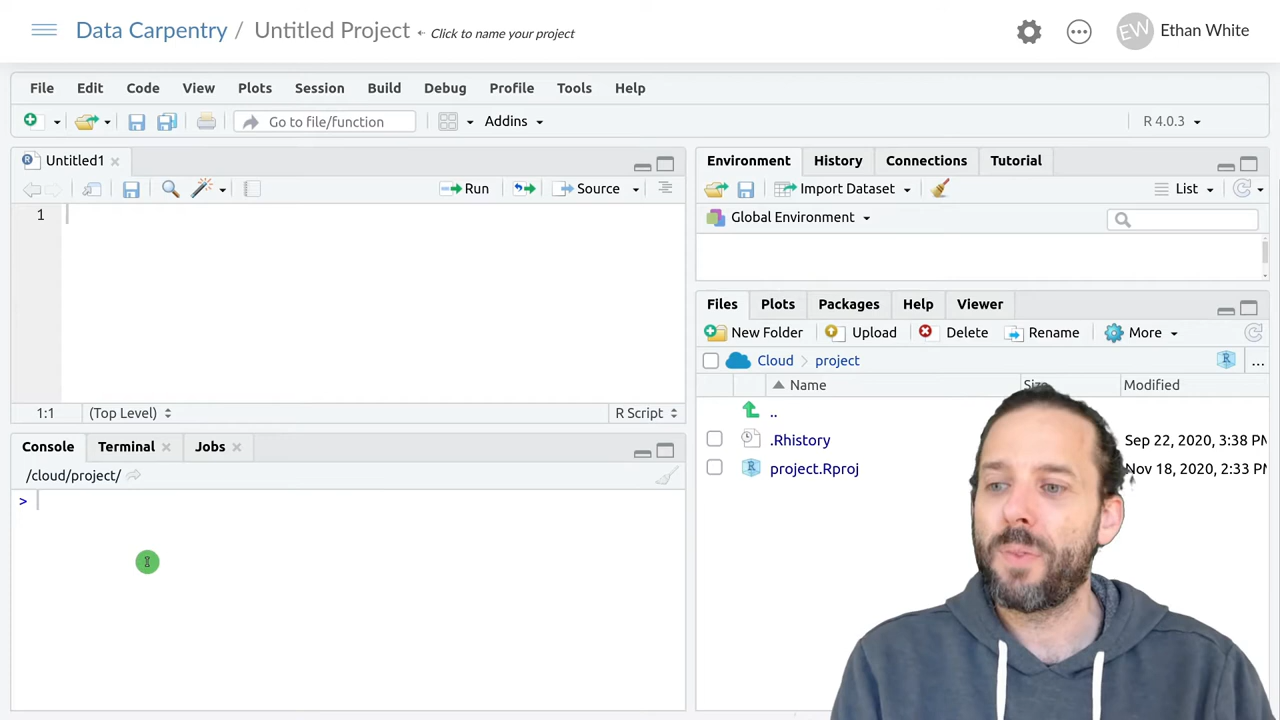 Data Carpentry / Untitled Project ← Click to name your project EW Ethan White
File Edit Code View Plots Session Build Debug Profile Tools Help
Go to file/function Addins R 4.0.3
Untitled1
Run Source
1
1:1 (Top Level) R Script
Console Terminal Jobs
/cloud/project/
>
Environment History Connections Tutorial
Import Dataset List
Global Environment
Files Plots Packages Help Viewer
New Folder Upload Delete Rename More
Cloud > project ...
Name Size Modified
..
.Rhistory Sep 22, 2020, 3:38 PM
project.Rproj Nov 18, 2020, 2:33 PM